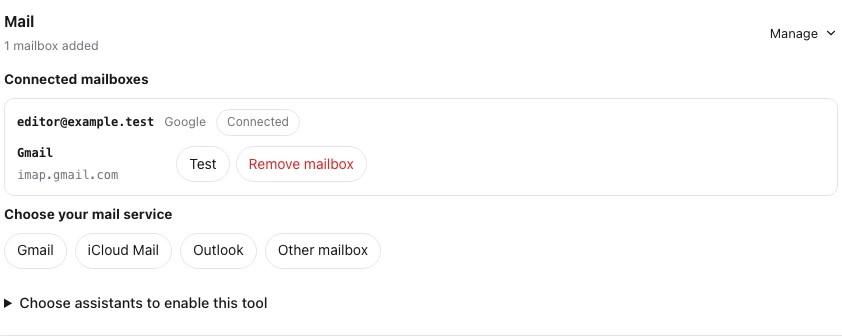 Mail
1 mailbox added
Manage
Connected mailboxes
editor@example.test Google Connected
Gmail
imap.gmail.com
Test Remove mailbox
Choose your mail service
Gmail iCloud Mail Outlook Other mailbox
Choose assistants to enable this tool